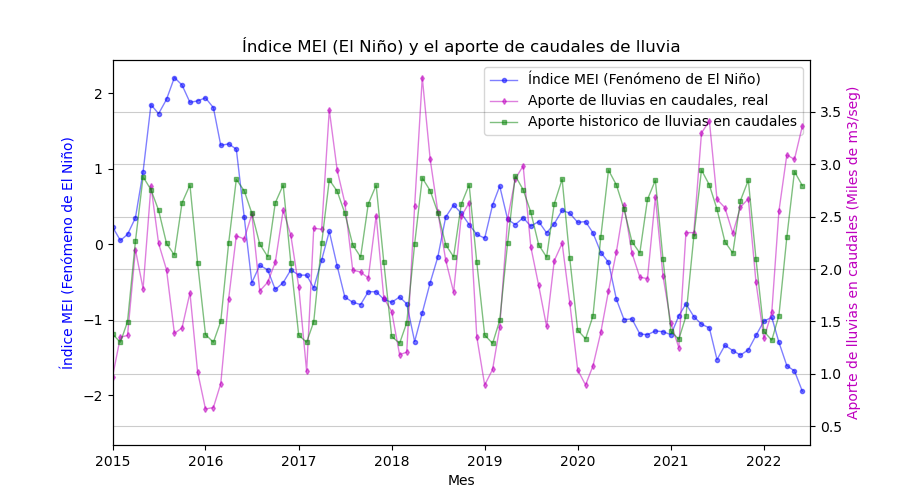 Índice MEI (El Niño) y el aporte de caudales de lluvia
Índice MEI (Fenómeno de El Niño)
Aporte de lluvias en caudales, real
Aporte historico de lluvias en caudales
Índice MEI (Fenómeno de El Niño)
2
1
0
−1
−2
3.5
3.0
2.5
2.0
1.5
1.0
0.5
Aporte de lluvias en caudales (Miles de m3/seg)
2015 2016 2017 2018 2019 2020 2021 2022
Mes